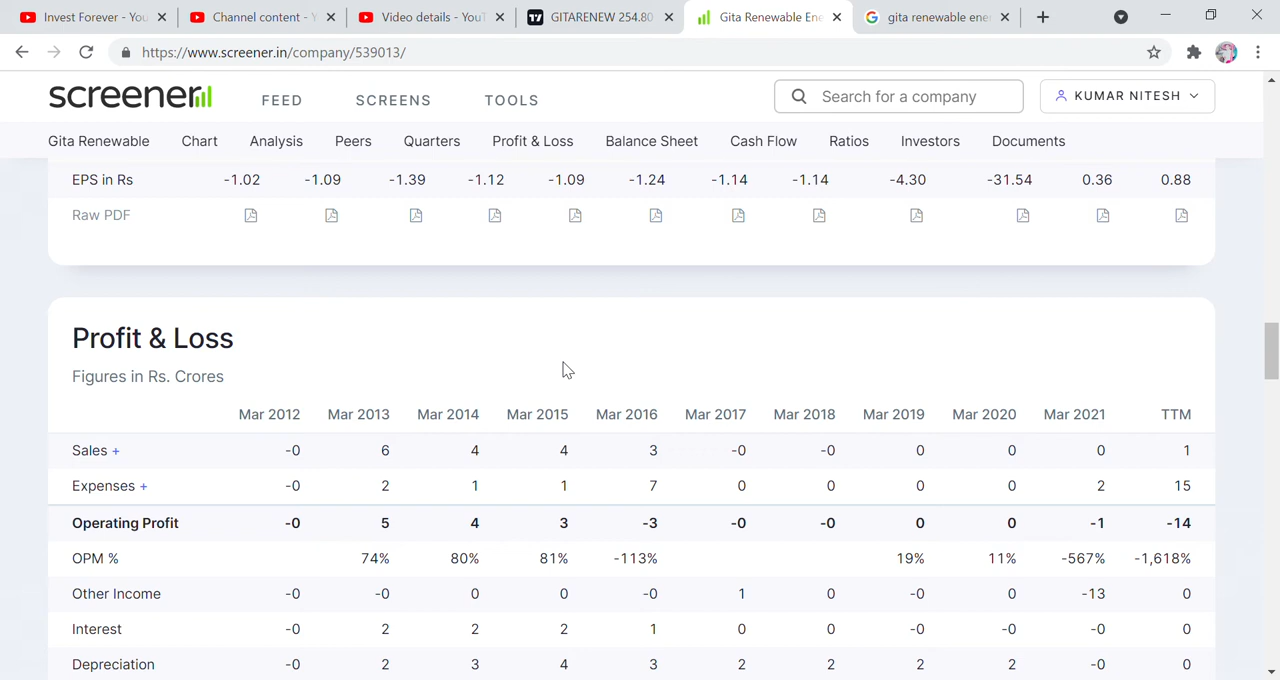 Invest Forever - You
Channel content - Y
Video details - YouT
GITARENEW 254.80
Gita Renewable Ene
gita renewable ener
https://www.screener.in/company/539013/
screener
FEED SCREENS TOOLS
Search for a company
KUMAR NITESH
Gita Renewable Chart Analysis Peers Quarters Profit & Loss Balance Sheet Cash Flow Ratios Investors Documents
EPS in Rs -1.02 -1.09 -1.39 -1.12 -1.09 -1.24 -1.14 -1.14 -4.30 -31.54 0.36 0.88
Raw PDF
Profit & Loss
Figures in Rs. Crores
Mar 2012 Mar 2013 Mar 2014 Mar 2015 Mar 2016 Mar 2017 Mar 2018 Mar 2019 Mar 2020 Mar 2021 TTM
Sales + -0 6 4 4 3 -0 -0 0 0 0 1
Expenses + -0 2 1 1 7 0 0 0 0 2 15
Operating Profit -0 5 4 3 -3 -0 -0 0 0 -1 -14
OPM % 74% 80% 81% -113% 19% 11% -567% -1,618%
Other Income -0 -0 0 0 -0 1 0 -0 0 -13 0
Interest -0 2 2 2 1 0 0 -0 -0 -0 0
Depreciation -0 2 3 4 3 2 2 2 2 -0 0